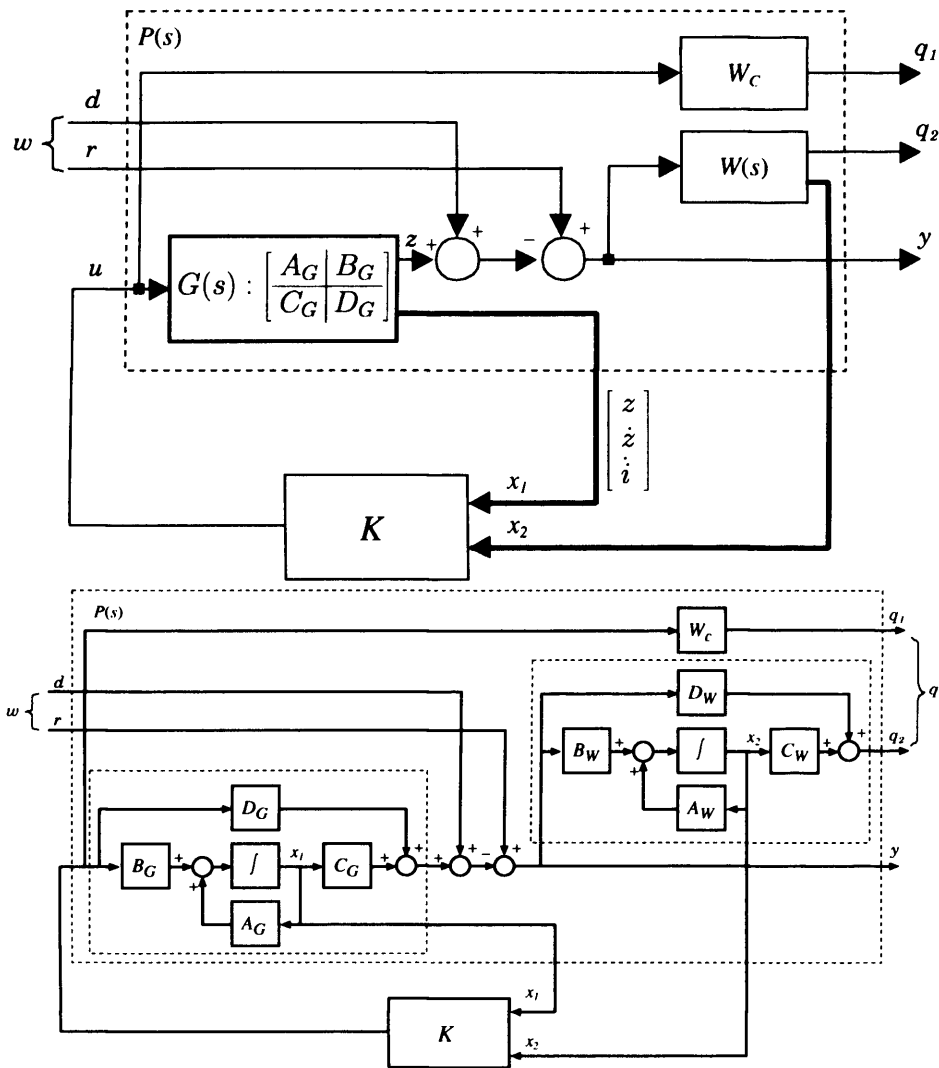 P(s)
W_C
q_1
d
w
r
q_2
W(s)
z
+
+
−
+
y
u
G(s) : [ A_G | B_G
C_G | D_G ]
[ z
ż
i̇ ]
x_1
K
x_2
P(s)
W_c
q_1
q
d
w
r
D_W
B_W
+
+
∫
x_2
C_W
+
+
q_2
A_W
D_G
B_G
+
+
∫
x_1
C_G
+
+
+
+
−
+
y
A_G
x_1
K
x_2